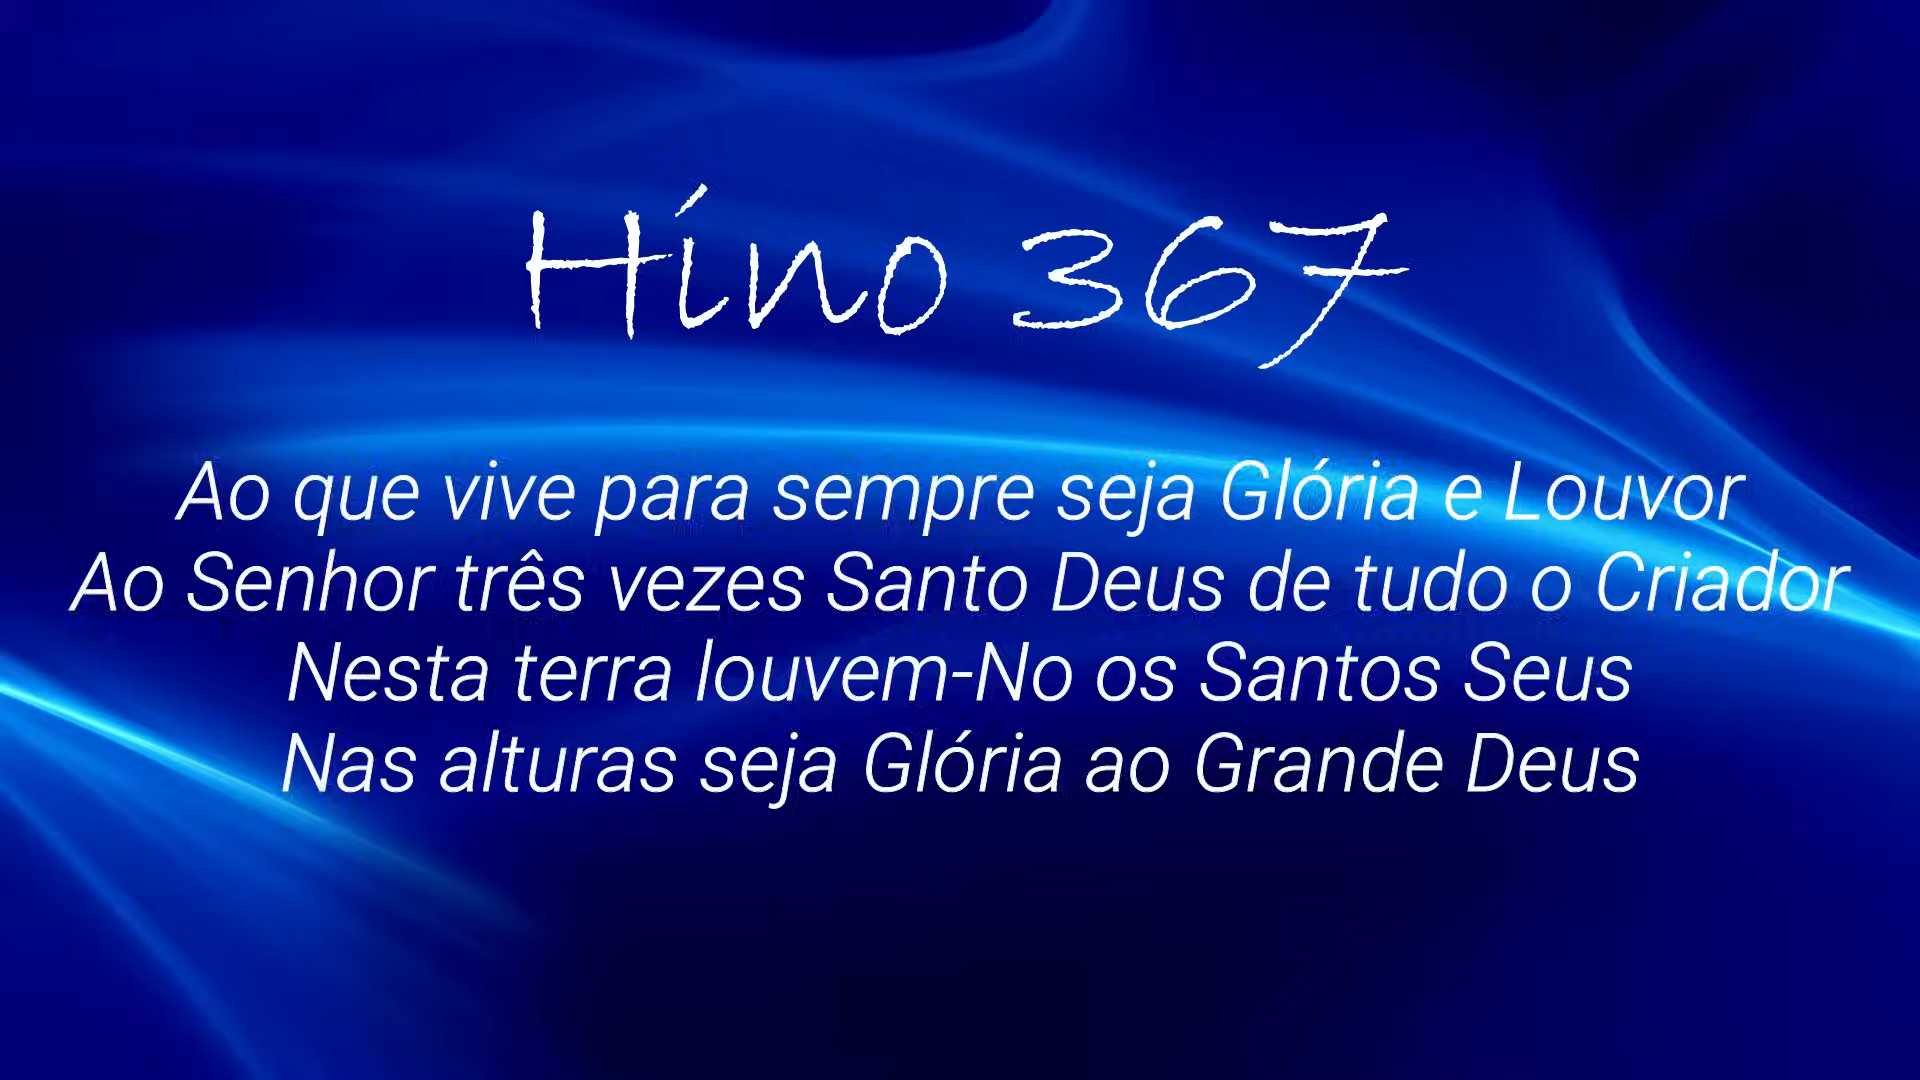 Hino 367
Ao que vive para sempre seja Glória e Louvor
Ao Senhor três vezes Santo Deus de tudo o Criador
Nesta terra louvem-No os Santos Seus
Nas alturas seja Glória ao Grande Deus